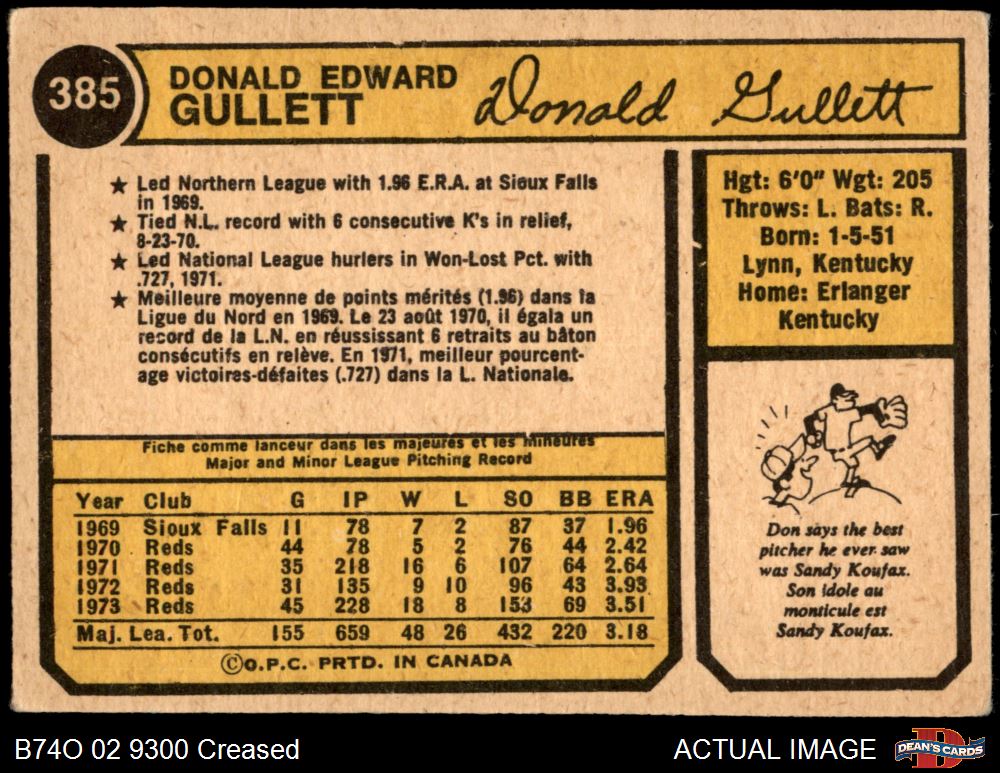 385
DONALD EDWARD
GULLETT
Donald Gullett
★ Led Northern League with 1.96 E.R.A. at Sioux Falls
in 1969.
★ Tied N.L. record with 6 consecutive K's in relief,
8-23-70.
★ Led National League hurlers in Won-Lost Pct. with
.727, 1971.
★ Meilleure moyenne de points mérités (1.96) dans la
Ligue du Nord en 1969. Le 23 août 1970, il égala un
record de la L.N. en réussissant 6 retraits au bâton
consécutifs en relève. En 1971, meilleur pourcent-
age victoires-défaites (.727) dans la L. Nationale.
Fiche comme lanceur dans les majeures et les mineures
Major and Minor League Pitching Record
Year Club G IP W L SO BB ERA
1969 Sioux Falls 11 78 7 2 87 37 1.96
1970 Reds 44 78 5 2 76 44 2.42
1971 Reds 35 218 16 6 107 64 2.64
1972 Reds 31 135 9 10 96 43 3.93
1973 Reds 45 228 18 8 153 69 3.51
Maj. Lea. Tot. 155 659 48 26 432 220 3.18
©O.P.C. PRTD. IN CANADA
Hgt: 6'0" Wgt: 205
Throws: L. Bats: R.
Born: 1-5-51
Lynn, Kentucky
Home: Erlanger
Kentucky
Don says the best
pitcher he ever saw
was Sandy Koufax.
Son idole au
monticule est
Sandy Koufax.
B74O 02 9300 Creased
ACTUAL IMAGE
D
DEAN'S CARDS